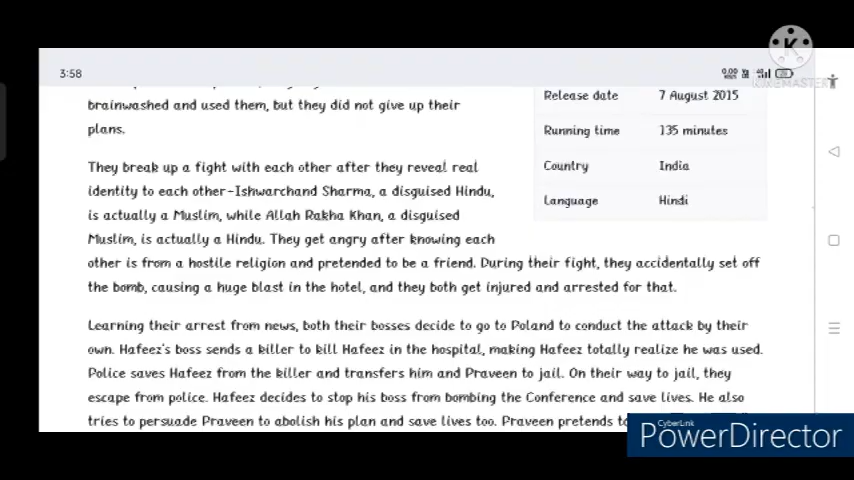 3:58
0.00
KINEMASTER
brainwashed and used them, but they did not give up their
plans.
Release date 7 August 2015
Running time 135 minutes
Country India
Language Hindi
They break up a fight with each other after they reveal real
identity to each other-Ishwarchand Sharma, a disguised Hindu,
is actually a Muslim, while Allah Rakha Khan, a disguised
Muslim, is actually a Hindu. They get angry after knowing each
other is from a hostile religion and pretended to be a friend. During their fight, they accidentally set off
the bomb, causing a huge blast in the hotel, and they both get injured and arrested for that.
Learning their arrest from news, both their bosses decide to go to Poland to conduct the attack by their
own. Hafeez's boss sends a killer to kill Hafeez in the hospital, making Hafeez totally realize he was used.
Police saves Hafeez from the killer and transfers him and Praveen to jail. On their way to jail, they
escape from police. Hafeez decides to stop his boss from bombing the Conference and save lives. He also
tries to persuade Praveen to abolish his plan and save lives too. Praveen pretends
CyberLink
PowerDirector